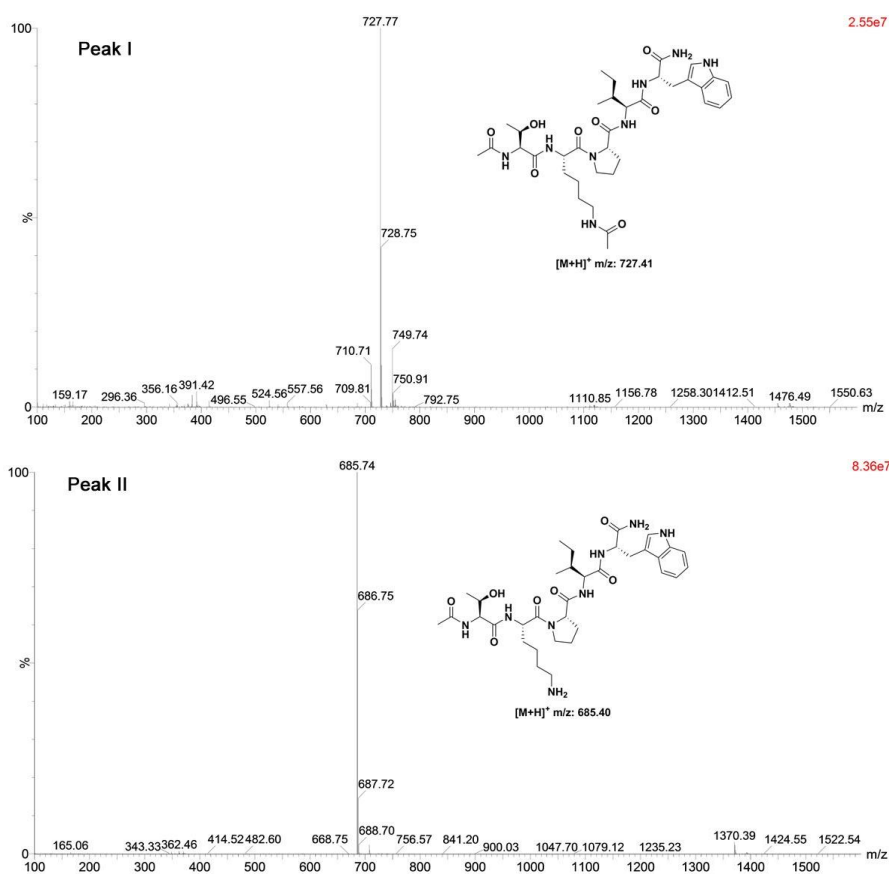 100
727.77
2.55e7
Peak I
O
NH₂
NH
H
N
O
O
NH
O
OH
O
H
N
O
N
H
O
N
HN
O
[M+H]⁺ m/z: 727.41
%
728.75
749.74
710.71
159.17
296.36
356.16
391.42
496.55
524.56
557.56
709.81
750.91
792.75
1110.85
1156.78
1258.30
1412.51
1476.49
1550.63
0
100 200 300 400 500 600 700 800 900 1000 1100 1200 1300 1400 1500 m/z
100
685.74
8.36e7
Peak II
O
NH₂
NH
H
N
O
O
NH
O
OH
O
H
N
O
N
H
O
N
NH₂
[M+H]⁺ m/z: 685.40
686.75
%
687.72
688.70
165.06
343.33
362.46
414.52
482.60
668.75
756.57
841.20
900.03
1047.70
1079.12
1235.23
1370.39
1424.55
1522.54
0
100 200 300 400 500 600 700 800 900 1000 1100 1200 1300 1400 1500 m/z